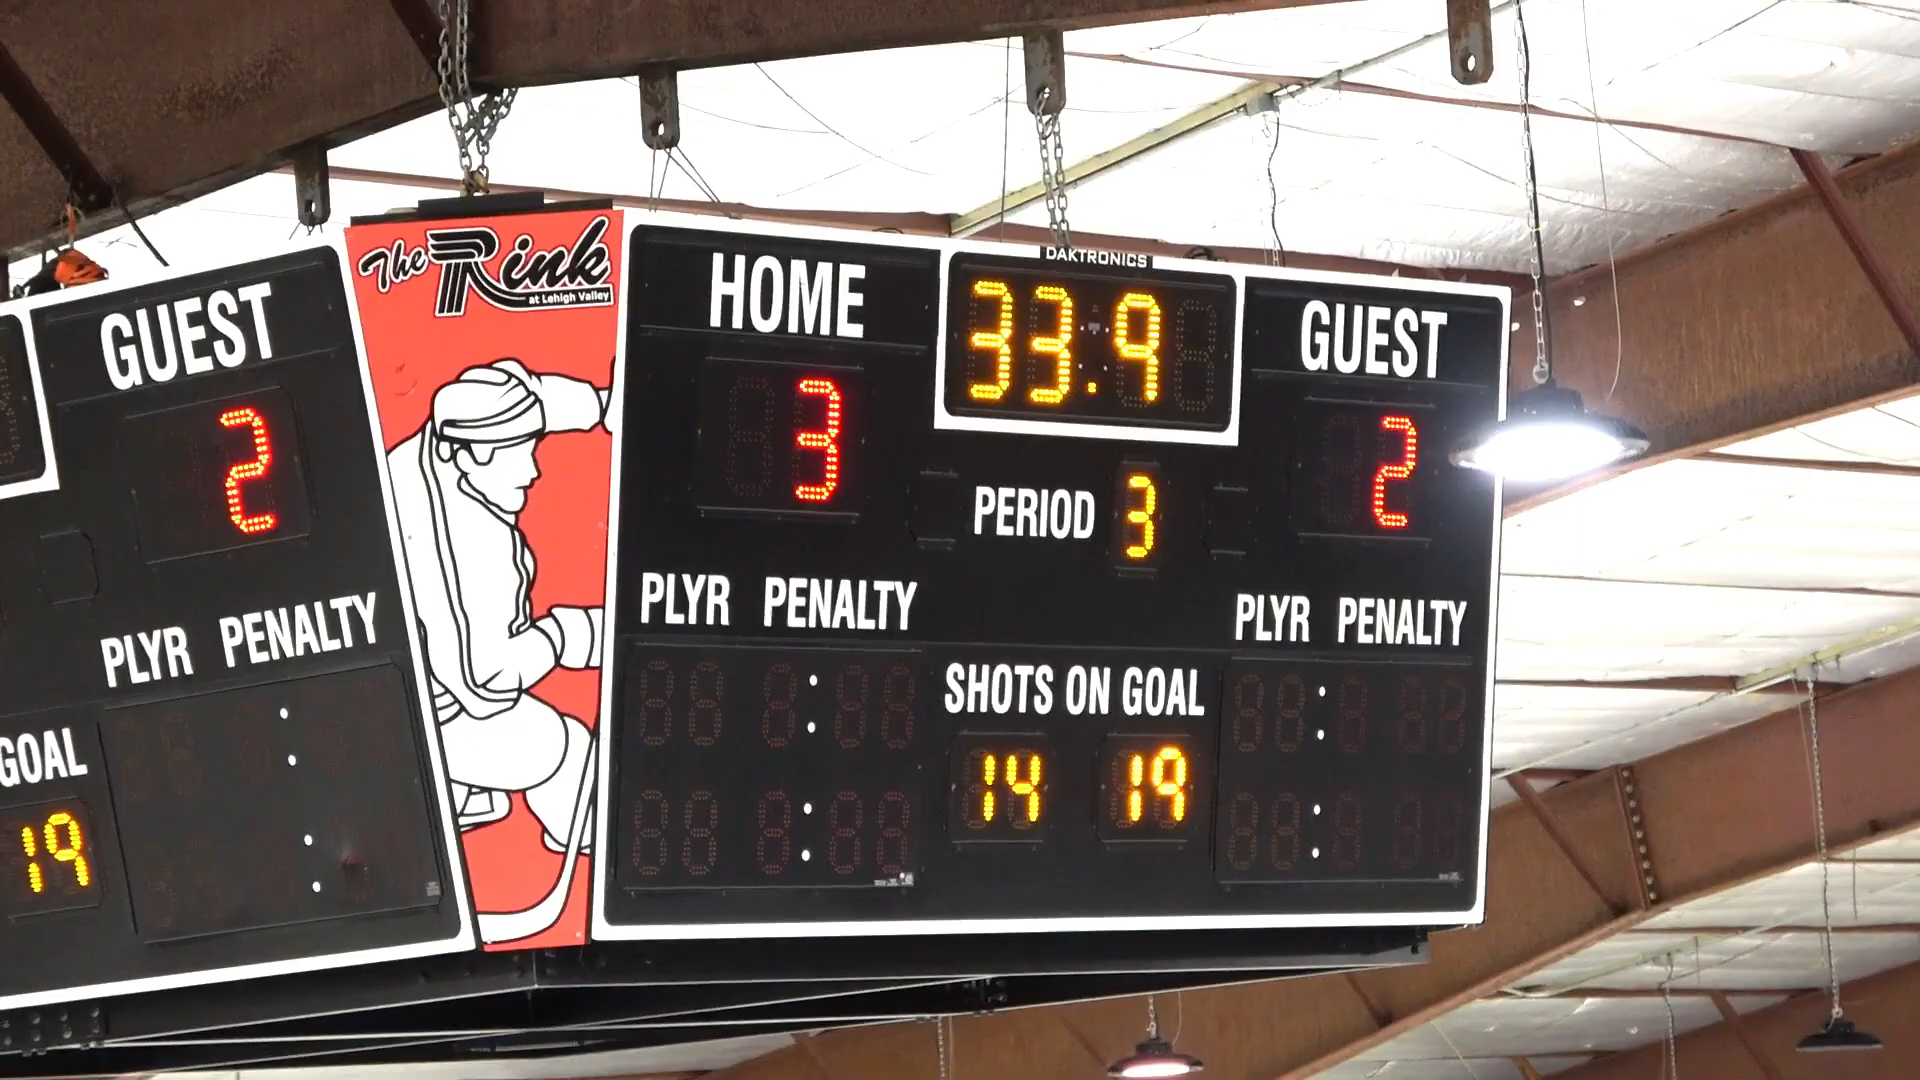 The Rink
at Lehigh Valley
DAKTRONICS
GUEST
2
PLYR PENALTY
GOAL
19
HOME
33.9
GUEST
3
PERIOD 3
2
PLYR PENALTY
PLYR PENALTY
SHOTS ON GOAL
14 19